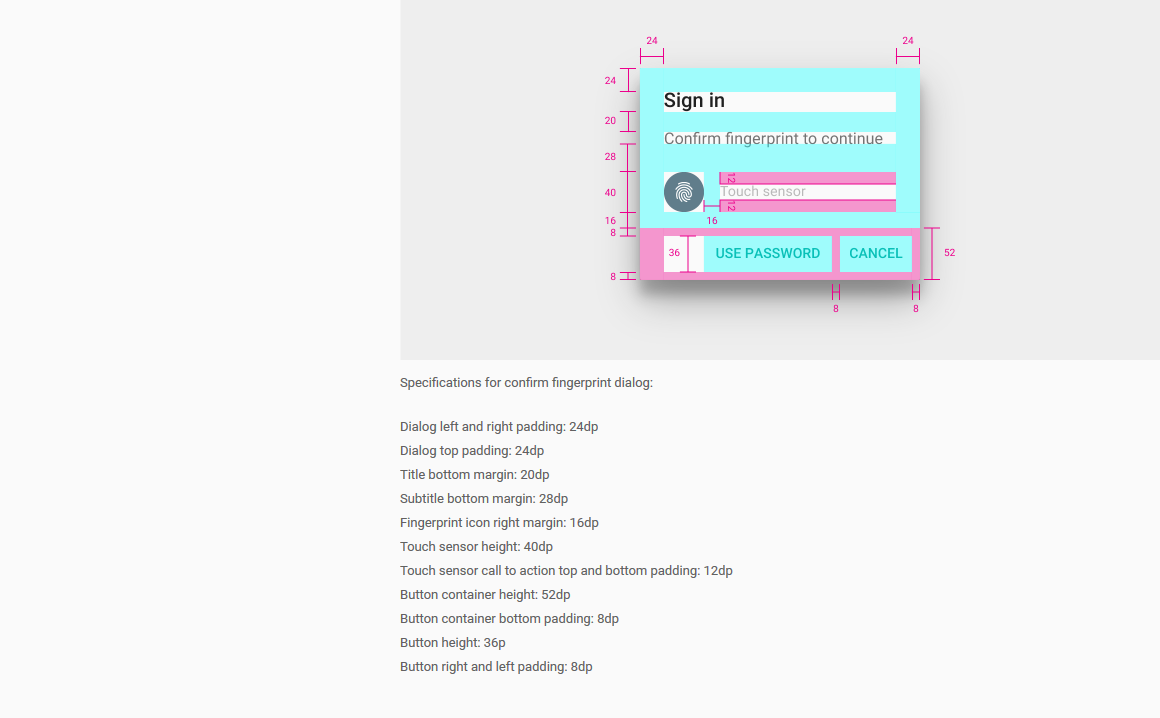 24 24
24
Sign in
20
Confirm fingerprint to continue
28
12
40
Touch sensor
12
16
16
8
36
USE PASSWORD
CANCEL
52
8
8 8
Specifications for confirm fingerprint dialog:
Dialog left and right padding: 24dp
Dialog top padding: 24dp
Title bottom margin: 20dp
Subtitle bottom margin: 28dp
Fingerprint icon right margin: 16dp
Touch sensor height: 40dp
Touch sensor call to action top and bottom padding: 12dp
Button container height: 52dp
Button container bottom padding: 8dp
Button height: 36p
Button right and left padding: 8dp